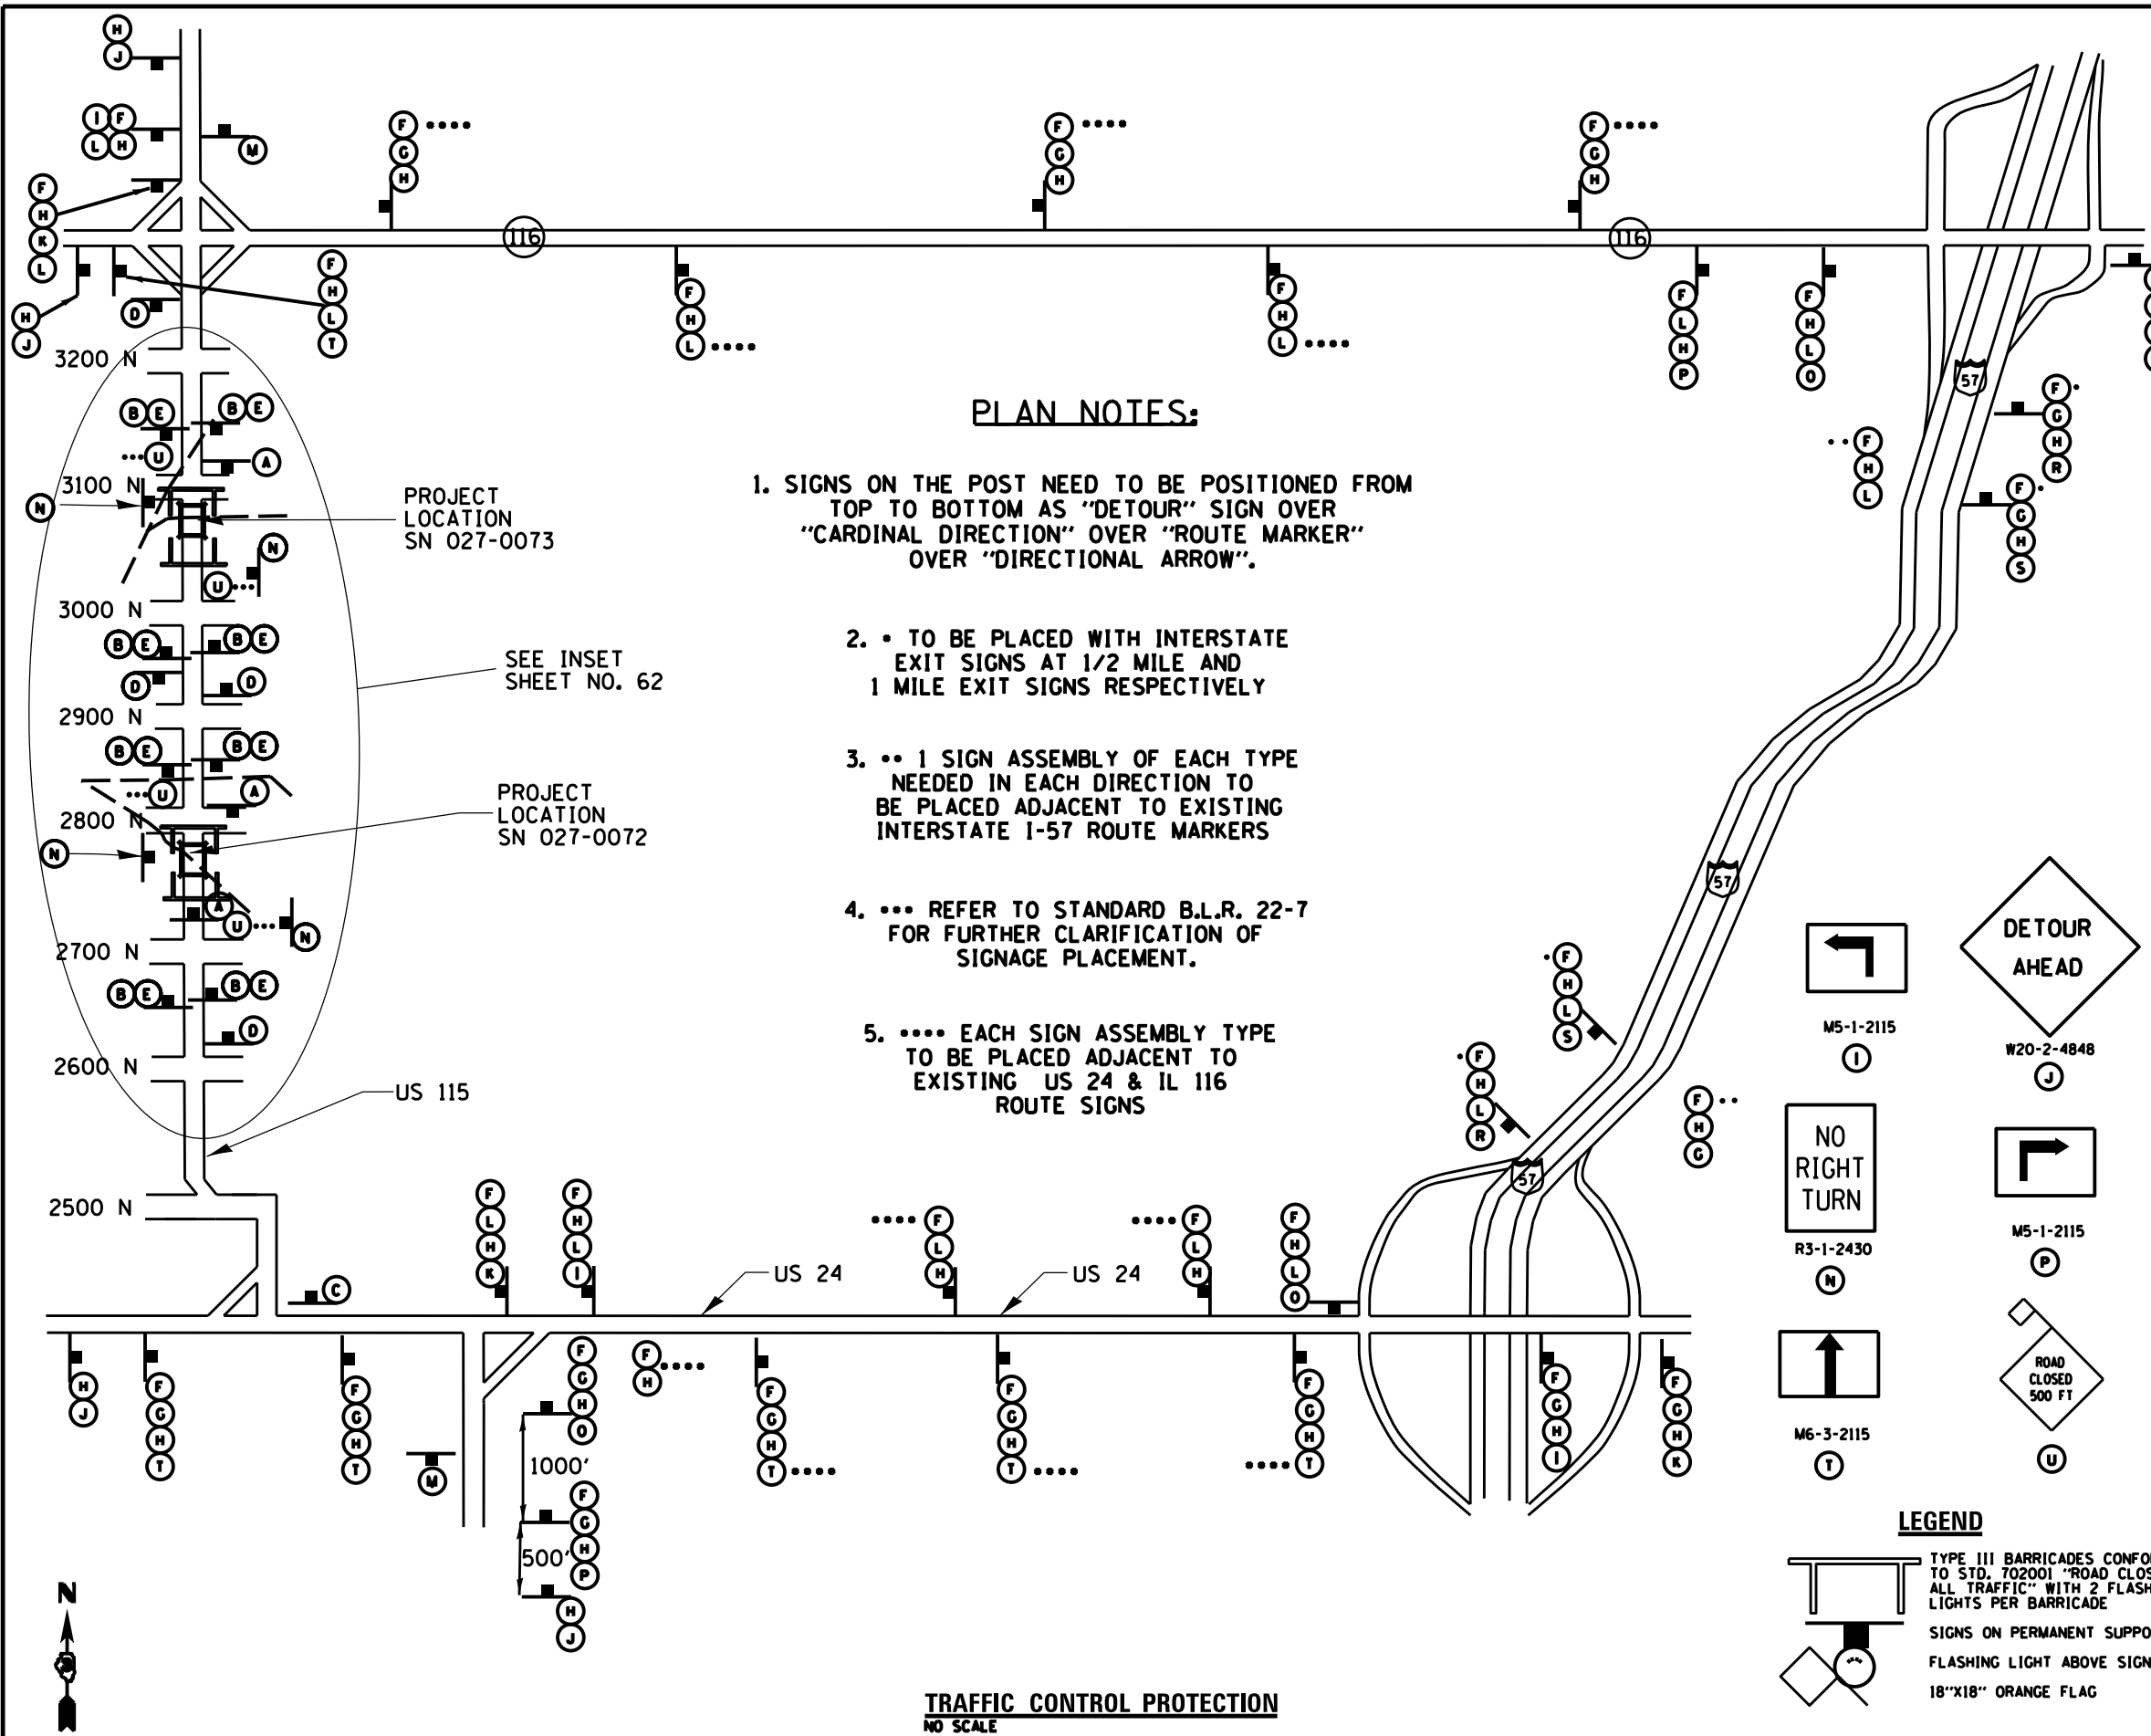 H
J
I F
L H
M
F
H
K
L
H
J
D
F
H
L
T
F ••••
G
H
F ••••
G
H
F ••••
G
H
116
116
F
H
L ••••
F
H
L ••••
F
L
H
P
F
H
L
O
3200 N
B E
B E
••• U
A
3100 N
N
PROJECT
LOCATION
SN 027-0073
N
U •••
3000 N
B E
B E
D
D
SEE INSET
SHEET NO. 62
2900 N
B E
B E
••• U
A
2800 N
PROJECT
LOCATION
SN 027-0072
N
A
U •••
N
2700 N
B E
B E
D
2600 N
US 115
2500 N
PLAN NOTES:
1. SIGNS ON THE POST NEED TO BE POSITIONED FROM
TOP TO BOTTOM AS "DETOUR" SIGN OVER
"CARDINAL DIRECTION" OVER "ROUTE MARKER"
OVER "DIRECTIONAL ARROW".
2. • TO BE PLACED WITH INTERSTATE
EXIT SIGNS AT 1/2 MILE AND
1 MILE EXIT SIGNS RESPECTIVELY
3. •• 1 SIGN ASSEMBLY OF EACH TYPE
NEEDED IN EACH DIRECTION TO
BE PLACED ADJACENT TO EXISTING
INTERSTATE I-57 ROUTE MARKERS
4. ••• REFER TO STANDARD B.L.R. 22-7
FOR FURTHER CLARIFICATION OF
SIGNAGE PLACEMENT.
5. •••• EACH SIGN ASSEMBLY TYPE
TO BE PLACED ADJACENT TO
EXISTING US 24 & IL 116
ROUTE SIGNS
57
F •
G
H
R
•• F
H
L
F •
G
H
S
57
• F
H
L
S
• F
H
L
R
F ••
H
G
57
C
F
L
H
K
F
H
L
I
US 24
•••• F
L
H
US 24
•••• F
L
H
F
H
L
O
H
J
F
G
H
T
F
G
H
T
M
F
G
H
O
1000'
F
G
H
P
500'
H
J
F
H ••••
F
G
H
T ••••
F
G
H
T ••••
F
G
H
•••• T
F
G
H
I
F
G
H
K
M5-1-2115
I
DETOUR
AHEAD
W20-2-4848
J
NO
RIGHT
TURN
R3-1-2430
N
M5-1-2115
P
M6-3-2115
T
ROAD
CLOSED
500 FT
U
LEGEND
TYPE III BARRICADES CONFO
TO STD. 702001 "ROAD CLOS
ALL TRAFFIC" WITH 2 FLASH
LIGHTS PER BARRICADE
SIGNS ON PERMANENT SUPPO
FLASHING LIGHT ABOVE SIGN
18"X18" ORANGE FLAG
N
TRAFFIC CONTROL PROTECTION
NO SCALE